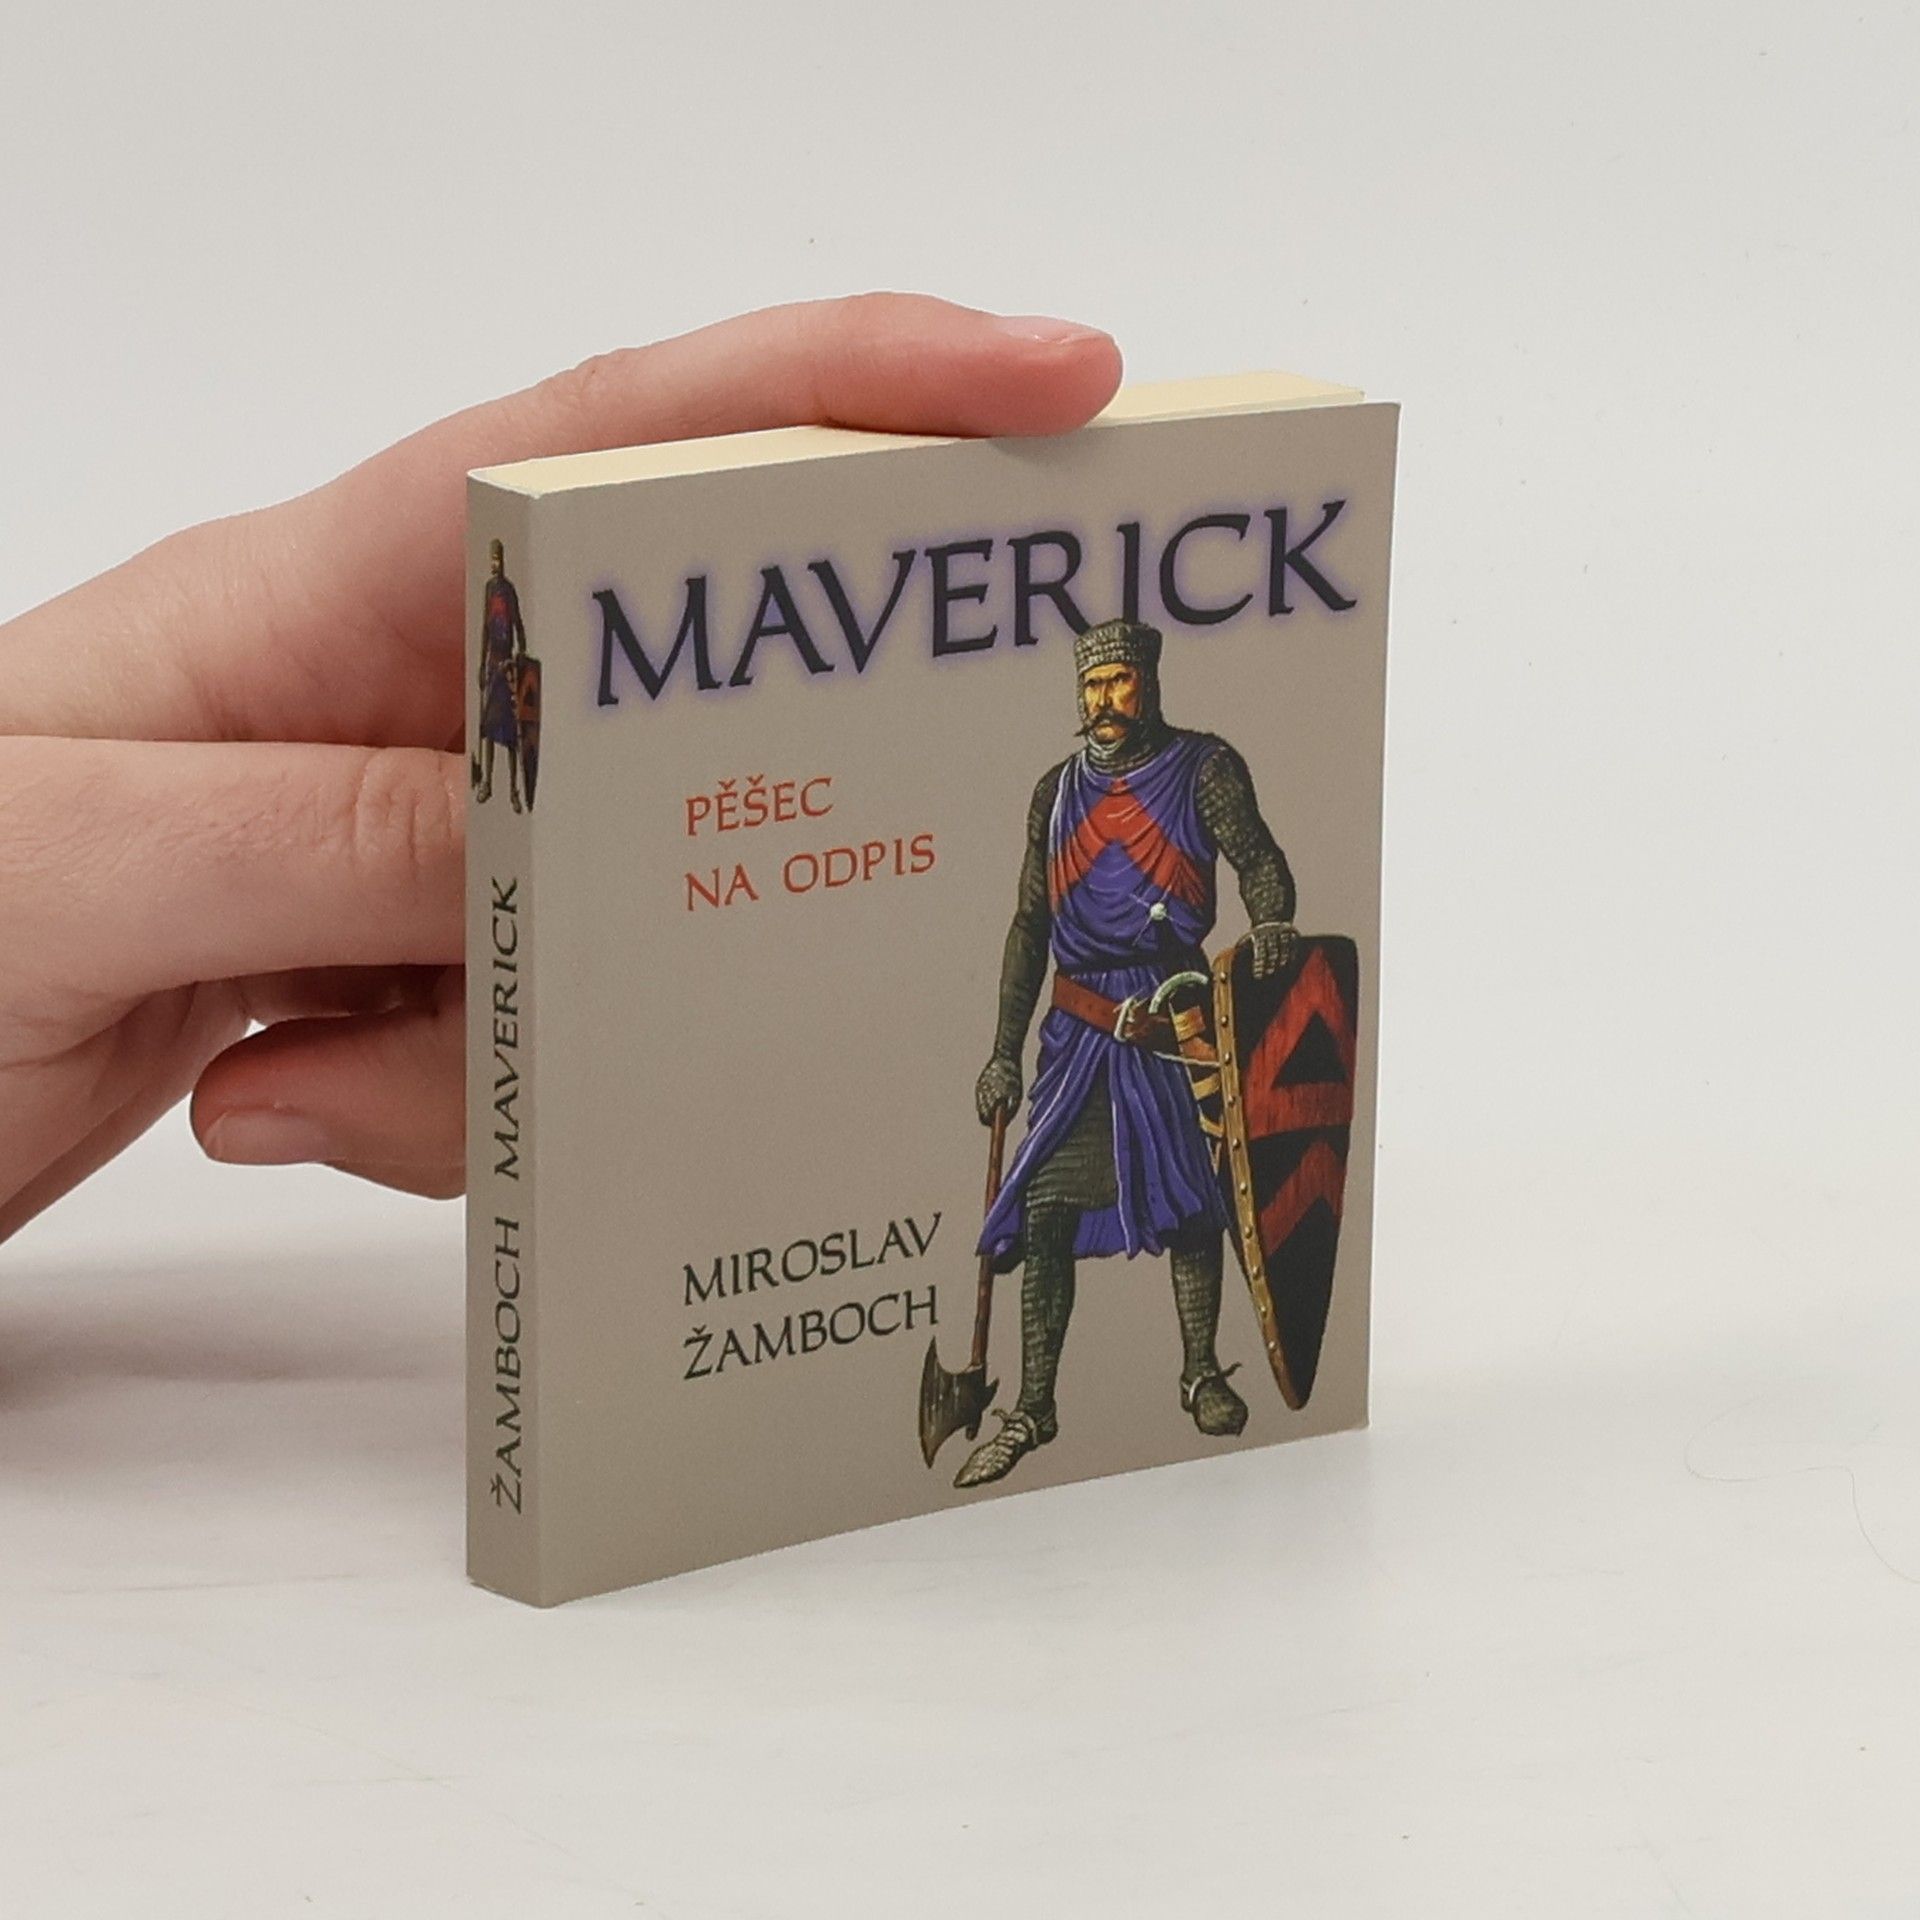 MAVERICK
PĚŠEC
NA ODPIS
MIROSLAV
ŽAMBOCH
ŽAMBOCH MAVERICK